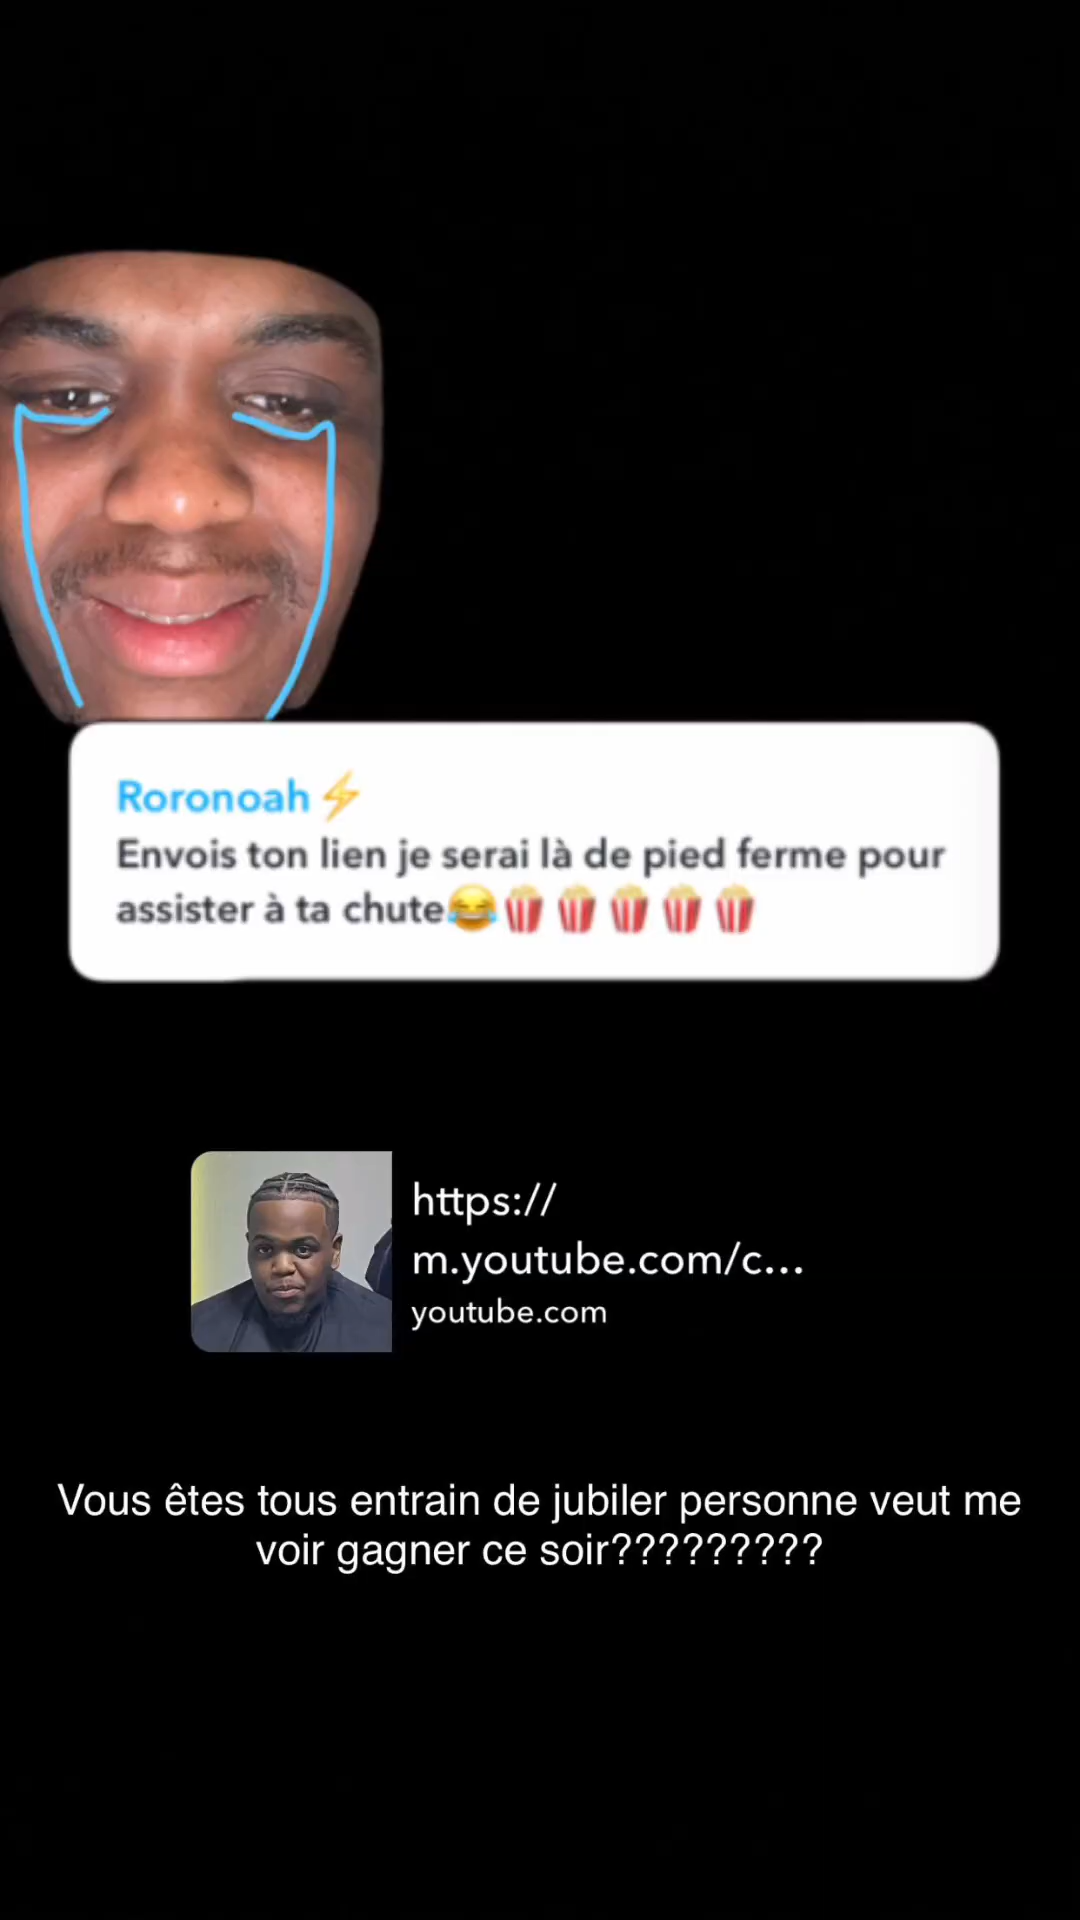 Roronoah⚡
Envois ton lien je serai là de pied ferme pour
assister à ta chute😂🍿🍿🍿🍿🍿
https://
m.youtube.com/c...
youtube.com
Vous êtes tous entrain de jubiler personne veut me
voir gagner ce soir?????????